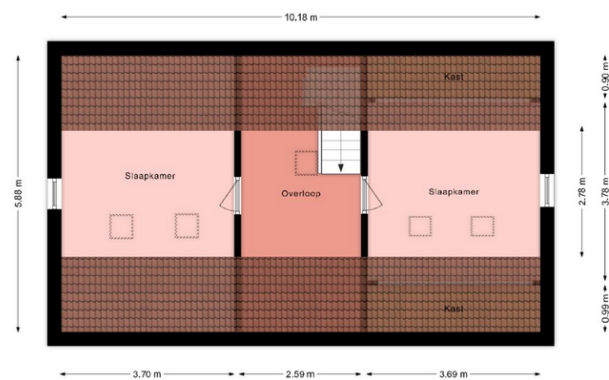 10.18 m
Kast
0.90 m
Slaapkamer
Overloop
Slaapkamer
5.88 m
2.78 m
3.78 m
Kast
0.99 m
3.70 m
2.59 m
3.69 m